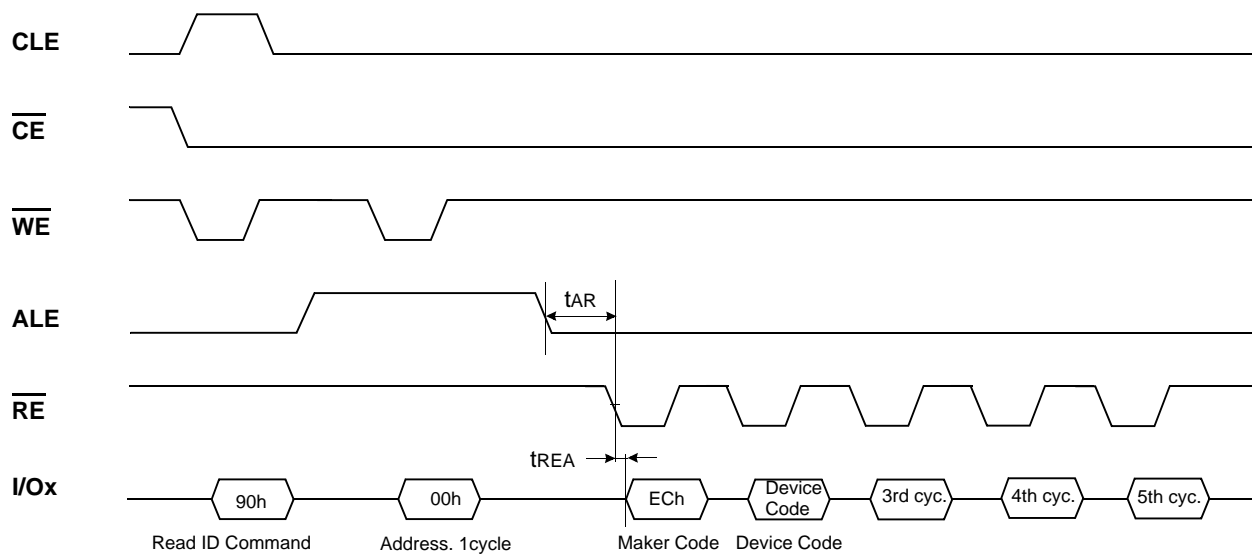 CLE
CE
WE
ALE
tAR
RE
tREA
I/Ox
90h
00h
ECh
Device
Code
3rd cyc.
4th cyc.
5th cyc.
Read ID Command
Address. 1cycle
Maker Code
Device Code